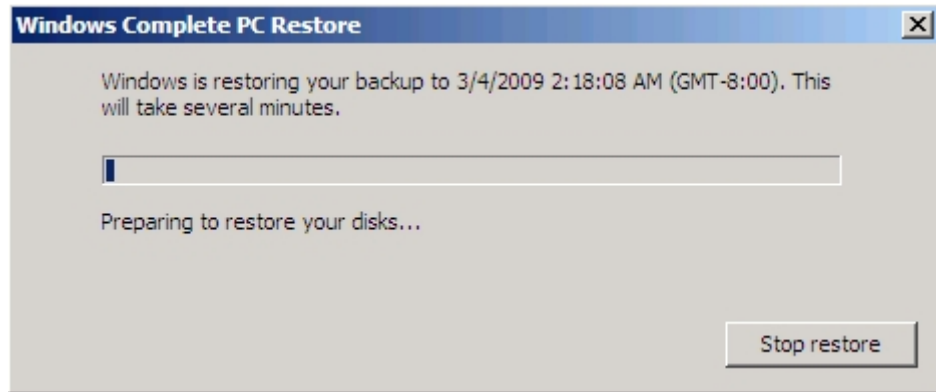 Windows Complete PC Restore
Windows is restoring your backup to 3/4/2009 2:18:08 AM (GMT-8:00). This
will take several minutes.
Preparing to restore your disks...
Stop restore